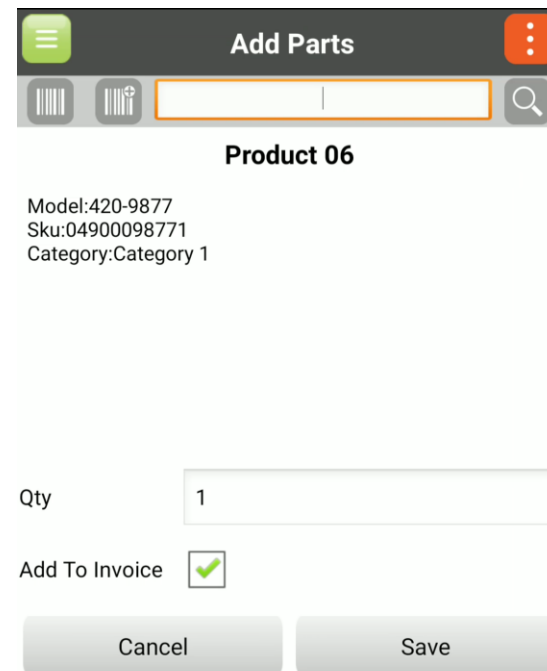 Add Parts
Product 06
Model:420-9877
Sku:04900098771
Category:Category 1
Qty 1
Add To Invoice
Cancel Save